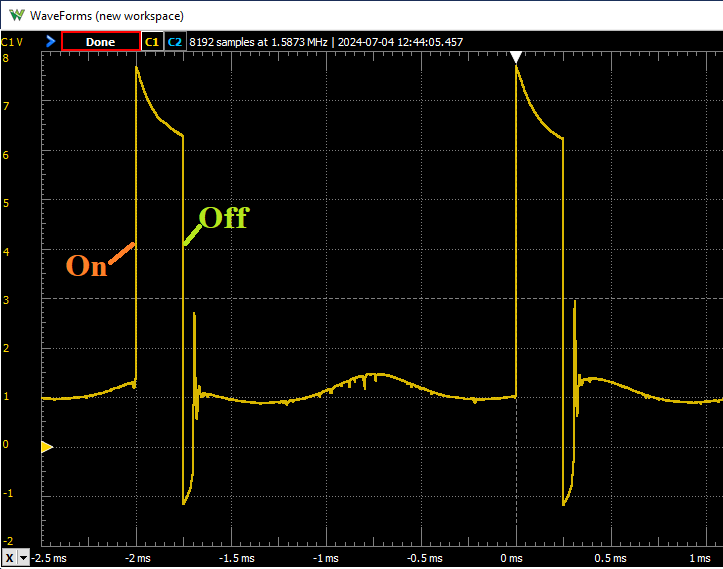 WaveForms (new workspace)
C1 V Done C1 C2 8192 samples at 1.5873 MHz | 2024-07-04 12:44:05.457
8
7
6
5
Off
4
On
3
2
1
0
-1
-2
X -2.5 ms -2 ms -1.5 ms -1 ms -0.5 ms 0 ms 0.5 ms 1 ms